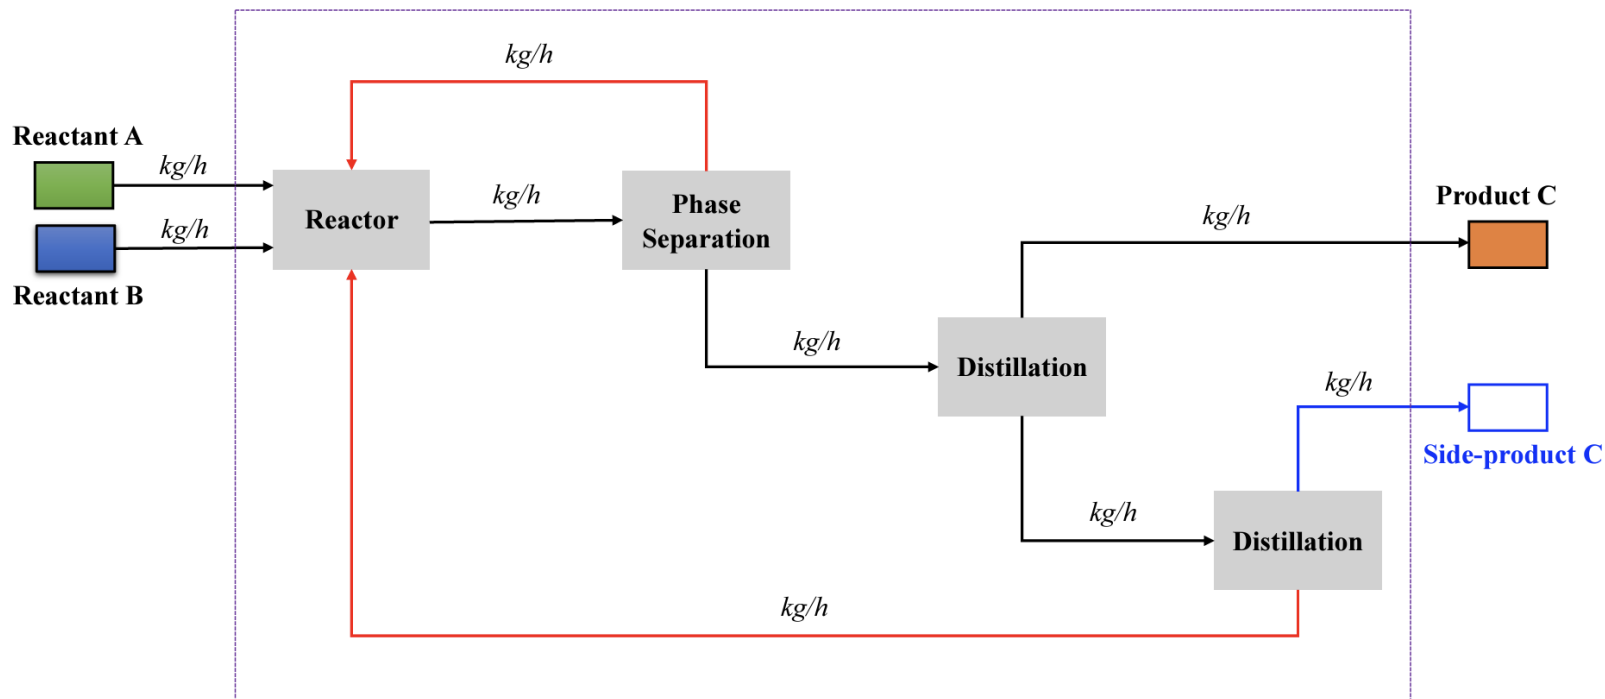 kg/h
Reactant A
kg/h
kg/h
Reactant B
Reactor
kg/h
Phase
Separation
kg/h
Product C
kg/h
Distillation
kg/h
Side-product C
kg/h
Distillation
kg/h